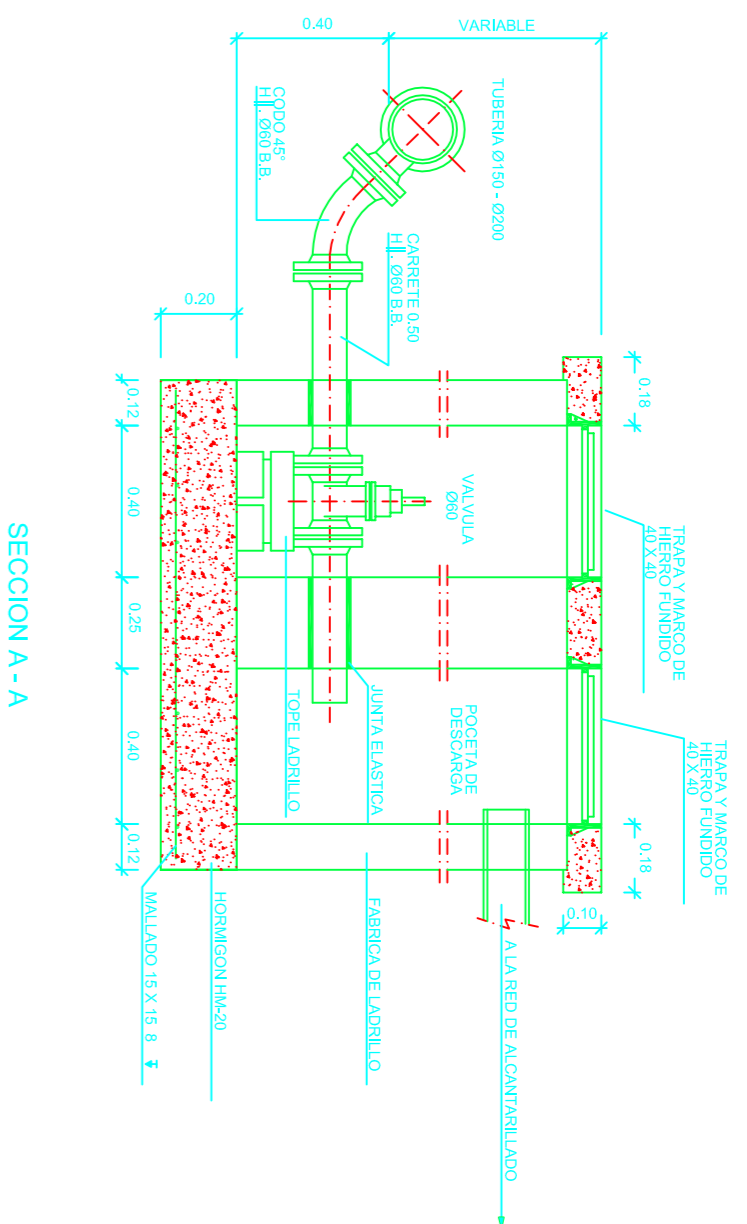 VARIABLE
0.40
TUBERIA Ø150 - Ø200
CODO 45°
H.||. Ø60 B.B.
CARRETE 0.50
H.||. Ø60 B.B.
0.20
0.18
0.12
0.40
0.25
0.40
0.12
0.18
0.10
VALVULA
Ø60
TRAPA Y MARCO DE
HIERRO FUNDIDO
40 X 40
TRAPA Y MARCO DE
HIERRO FUNDIDO
40 X 40
POCETA DE
DESCARGA
JUNTA ELASTICA
TOPE LADRILLO
A LA RED DE ALCANTARILLADO
FABRICA DE LADRILLO
HORMIGON HM-20
MALLADO 15 X 15 8
SECCION A - A